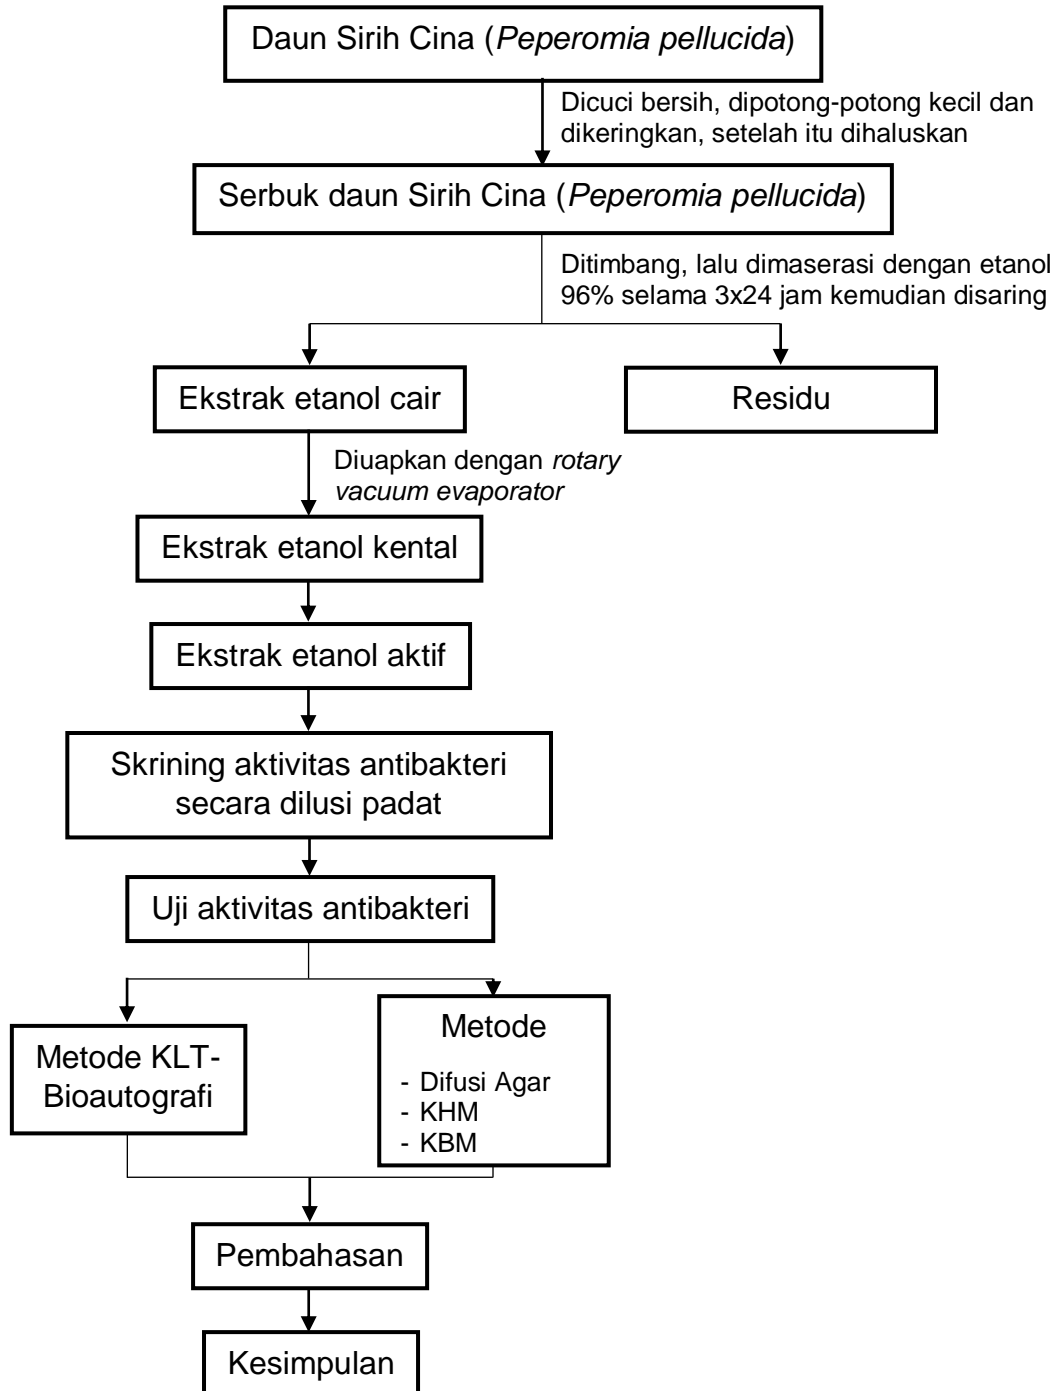 Daun Sirih Cina (Peperomia pellucida)
Dicuci bersih, dipotong-potong kecil dan
dikeringkan, setelah itu dihaluskan
Serbuk daun Sirih Cina (Peperomia pellucida)
Ditimbang, lalu dimaserasi dengan etanol
96% selama 3x24 jam kemudian disaring
Ekstrak etanol cair
Residu
Diuapkan dengan rotary
vacuum evaporator
Ekstrak etanol kental
Ekstrak etanol aktif
Skrining aktivitas antibakteri
secara dilusi padat
Uji aktivitas antibakteri
Metode KLT-
Bioautografi
Metode
- Difusi Agar
- KHM
- KBM
Pembahasan
Kesimpulan